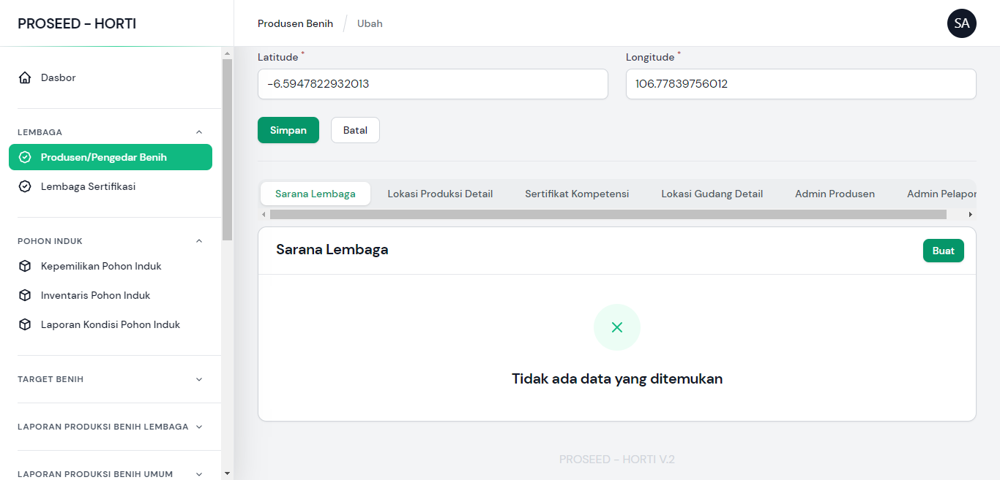 PROSEED - HORTI
Produsen Benih
Ubah
SA
Dasbor
LEMBAGA
Produsen/Pengedar Benih
Lembaga Sertifikasi
POHON INDUK
Kepemilikan Pohon Induk
Inventaris Pohon Induk
Laporan Kondisi Pohon Induk
TARGET BENIH
LAPORAN PRODUKSI BENIH LEMBAGA
LAPORAN PRODUKSI BENIH UMUM
Latitude *
Longitude *
-6.5947822932013
106.77839756012
Simpan
Batal
Sarana Lembaga
Lokasi Produksi Detail
Sertifikat Kompetensi
Lokasi Gudang Detail
Admin Produsen
Admin Pelapor
Sarana Lembaga
Buat
Tidak ada data yang ditemukan
PROSEED - HORTI V.2